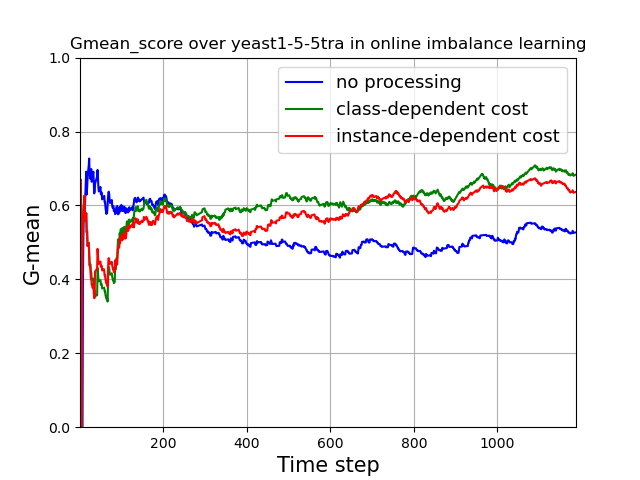 Gmean_score over yeast1-5-5tra in online imbalance learning
1.0
0.8
0.6
0.4
0.2
0.0
G-mean
no processing
class-dependent cost
instance-dependent cost
200 400 600 800 1000
Time step